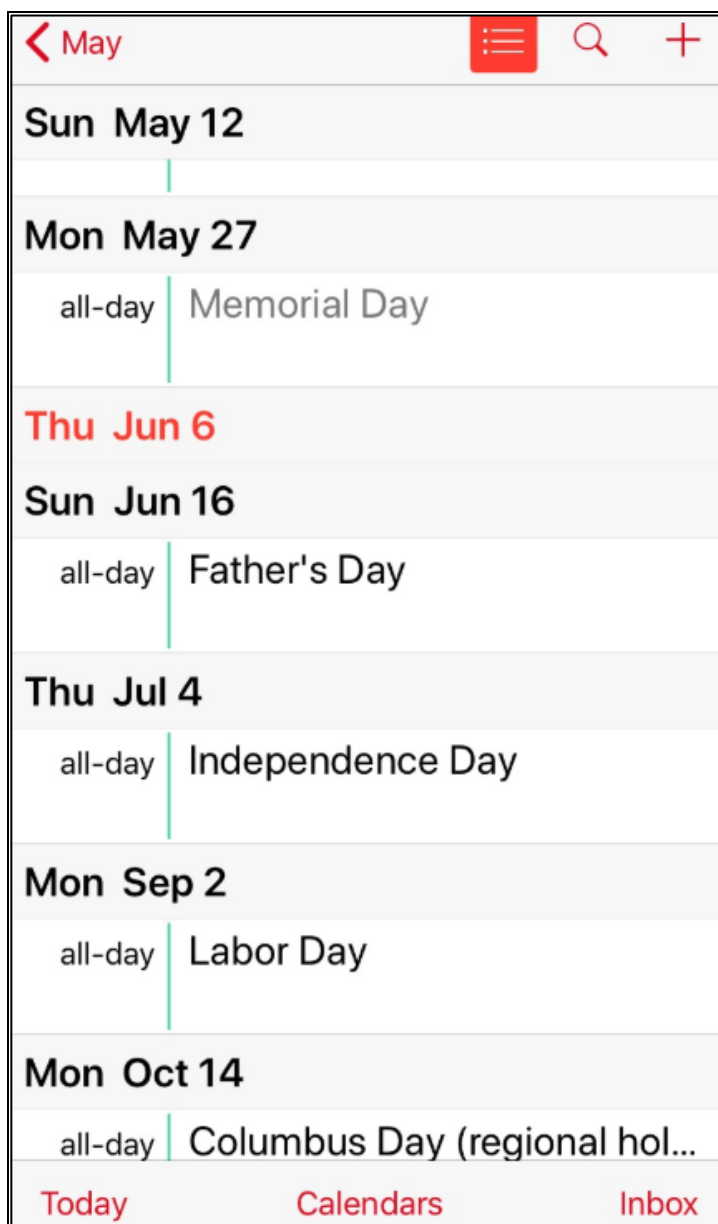 May
Sun May 12
Mon May 27
all-day Memorial Day
Thu Jun 6
Sun Jun 16
all-day Father's Day
Thu Jul 4
all-day Independence Day
Mon Sep 2
all-day Labor Day
Mon Oct 14
all-day Columbus Day (regional hol...
Today Calendars Inbox